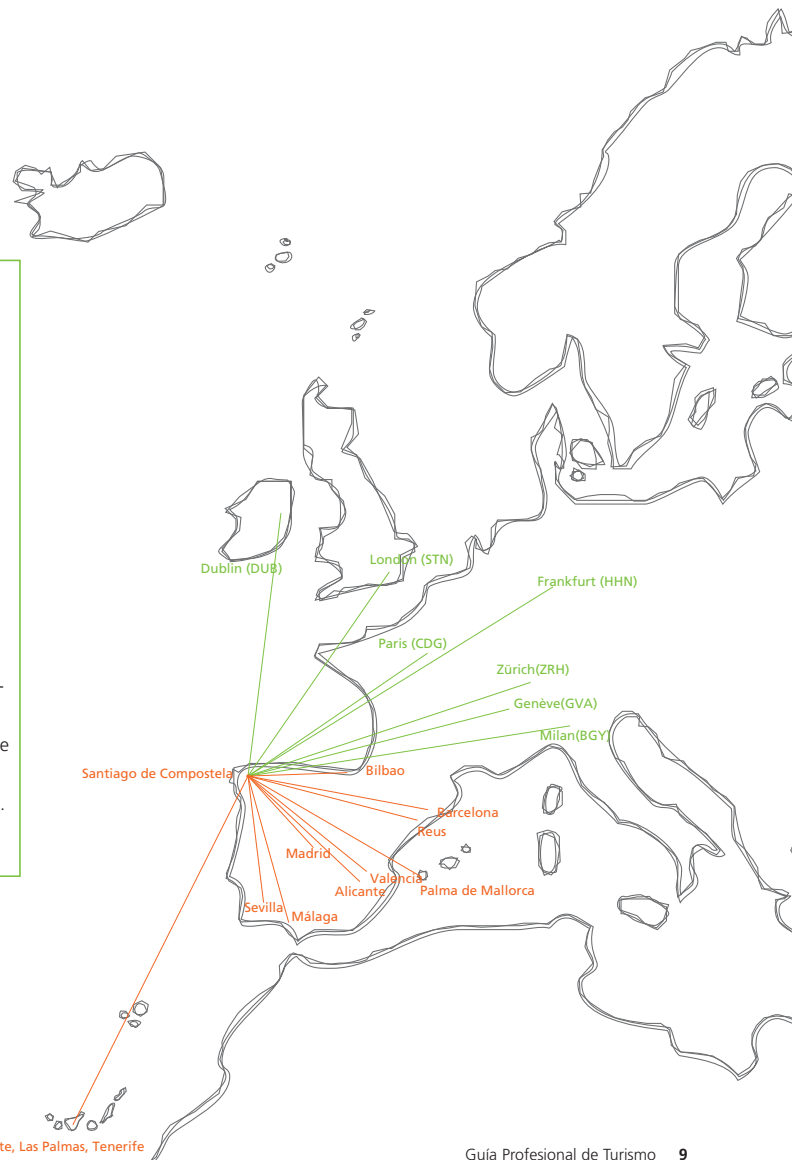 Dublin (DUB)
London (STN)
Frankfurt (HHN)
Paris (CDG)
Zürich(ZRH)
Genève(GVA)
Milan(BGY)
-
e
.
Santiago de Compostela
Bilbao
Barcelona
Reus
Madrid
Valencia
Alicante
Palma de Mallorca
Sevilla
Málaga
te, Las Palmas, Tenerife
Guía Profesional de Turismo 9